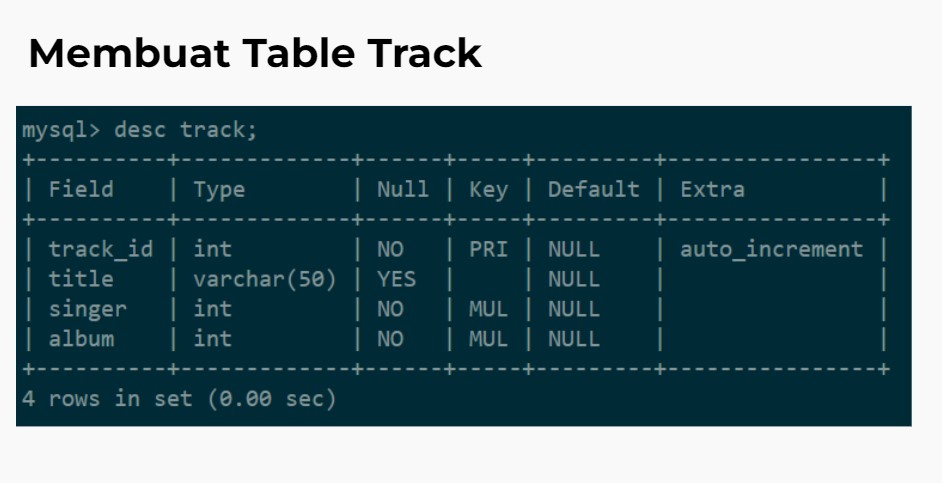 Membuat Table Track
mysql> desc track;
+----------+-------------+------+-----+---------+----------------+
| Field    | Type        | Null | Key | Default | Extra          |
+----------+-------------+------+-----+---------+----------------+
| track_id | int         | NO   | PRI | NULL    | auto_increment |
| title    | varchar(50) | YES  |     | NULL    |                |
| singer   | int         | NO   | MUL | NULL    |                |
| album    | int         | NO   | MUL | NULL    |                |
+----------+-------------+------+-----+---------+----------------+
4 rows in set (0.00 sec)